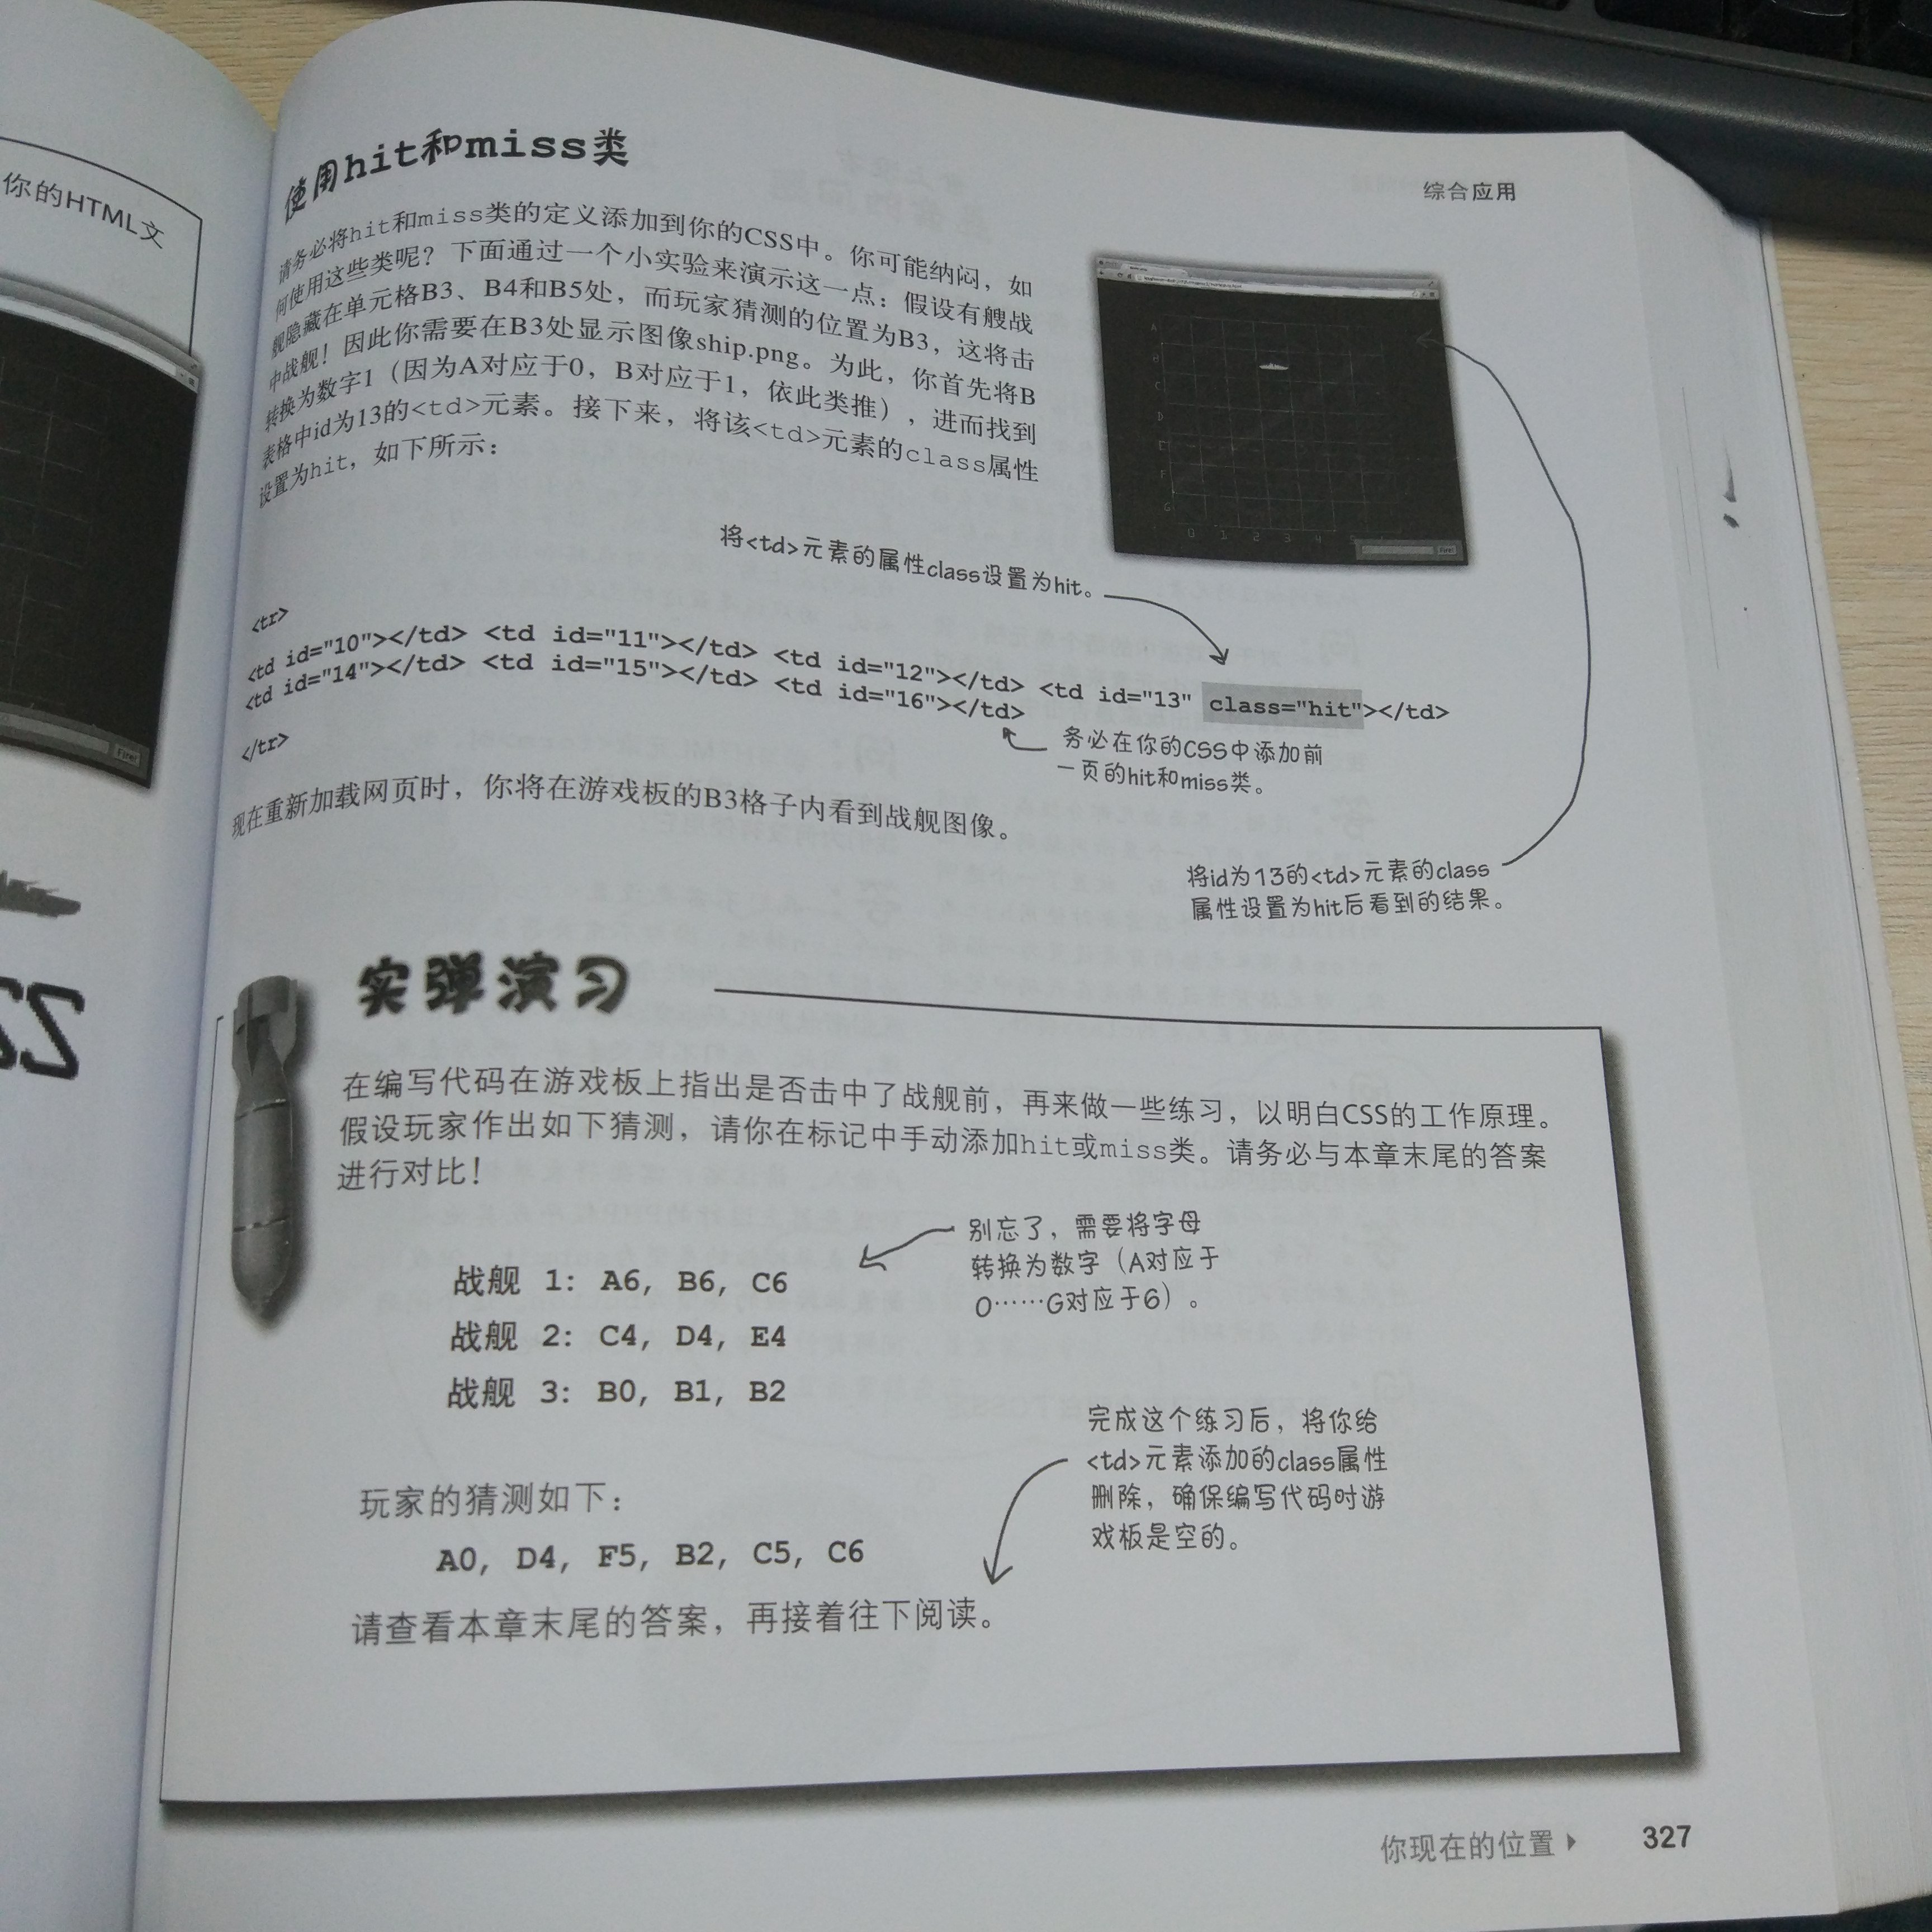 你的HTML文
使用hit和miss类
综合应用
请务必将hit和miss类的定义添加到你的CSS中。你可能纳闷，如
何使用这些类呢？下面通过一个小实验来演示这一点：假设有艘战
舰隐藏在单元格B3、B4和B5处，而玩家猜测的位置为B3，这将击
中战舰！因此你需要在B3处显示图像ship.png。为此，你首先将B
转换为数字1（因为A对应于0，B对应于1，依此类推），进而找到
表格中id为13的<td>元素。接下来，将该<td>元素的class属性
设置为hit，如下所示：
A
B
C
D
E
F
G
0 1 2 3 4 5
Fire!
将<td>元素的属性class设置为hit。
<tr>
<td id="10"></td> <td id="11"></td> <td id="12"></td> <td id="13" class="hit"></td>
<td id="14"></td> <td id="15"></td> <td id="16"></td>
</tr>
务必在你的CSS中添加前
一页的hit和miss类。
Fire!
现在重新加载网页时，你将在游戏板的B3格子内看到战舰图像。
将id为13的<td>元素的class
属性设置为hit后看到的结果。
实弹演习
在编写代码在游戏板上指出是否击中了战舰前，再来做一些练习，以明白CSS的工作原理。
假设玩家作出如下猜测，请你在标记中手动添加hit或miss类。请务必与本章末尾的答案
进行对比！
别忘了，需要将字母
转换为数字（A对应于
0……G对应于6）。
战舰 1: A6, B6, C6
战舰 2: C4, D4, E4
战舰 3: B0, B1, B2
完成这个练习后，将你给
<td>元素添加的class属性
删除，确保编写代码时游
戏板是空的。
玩家的猜测如下：
A0, D4, F5, B2, C5, C6
请查看本章末尾的答案，再接着往下阅读。
你现在的位置 327